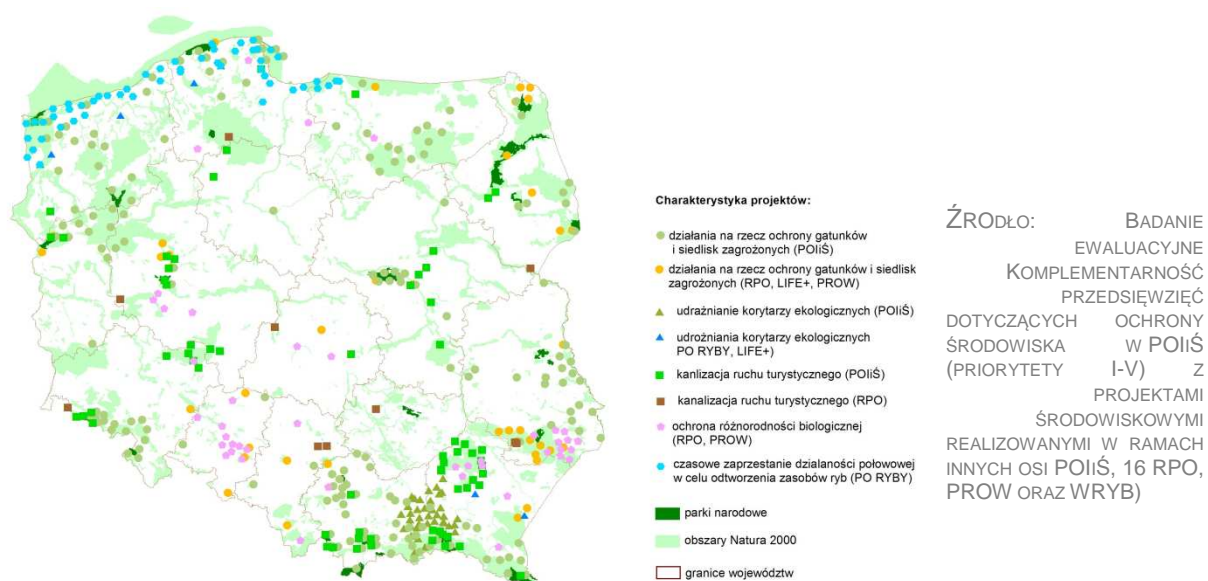 Charakterystyka projektów:
działania na rzecz ochrony gatunków
i siedlisk zagrożonych (POIiŚ)
działania na rzecz ochrony gatunków i siedlisk
zagrożonych (RPO, LIFE+, PROW)
udrażnianie korytarzy ekologicznych (POIiŚ)
udrożniania korytarzy ekologicznych
PO RYBY, LIFE+)
kanlizacja ruchu turystycznego (POIiŚ)
kanalizacja ruchu turystycznego (RPO)
ochrona różnorodności biologicznej
(RPO, PROW)
czasowe zaprzestanie dzialaności połowowej
w celu odtworzenia zasobów ryb (PO RYBY)
parki narodowe
obszary Natura 2000
granice województw
ŹRODŁO: BADANIE
EWALUACYJNE
KOMPLEMENTARNOŚĆ
PRZEDSIĘWZIĘĆ
DOTYCZĄCYCH OCHRONY
ŚRODOWISKA W POIIŚ
(PRIORYTETY I-V) Z
PROJEKTAMI
ŚRODOWISKOWYMI
REALIZOWANYMI W RAMACH
INNYCH OSI POIIŚ, 16 RPO,
PROW ORAZ WRYB)